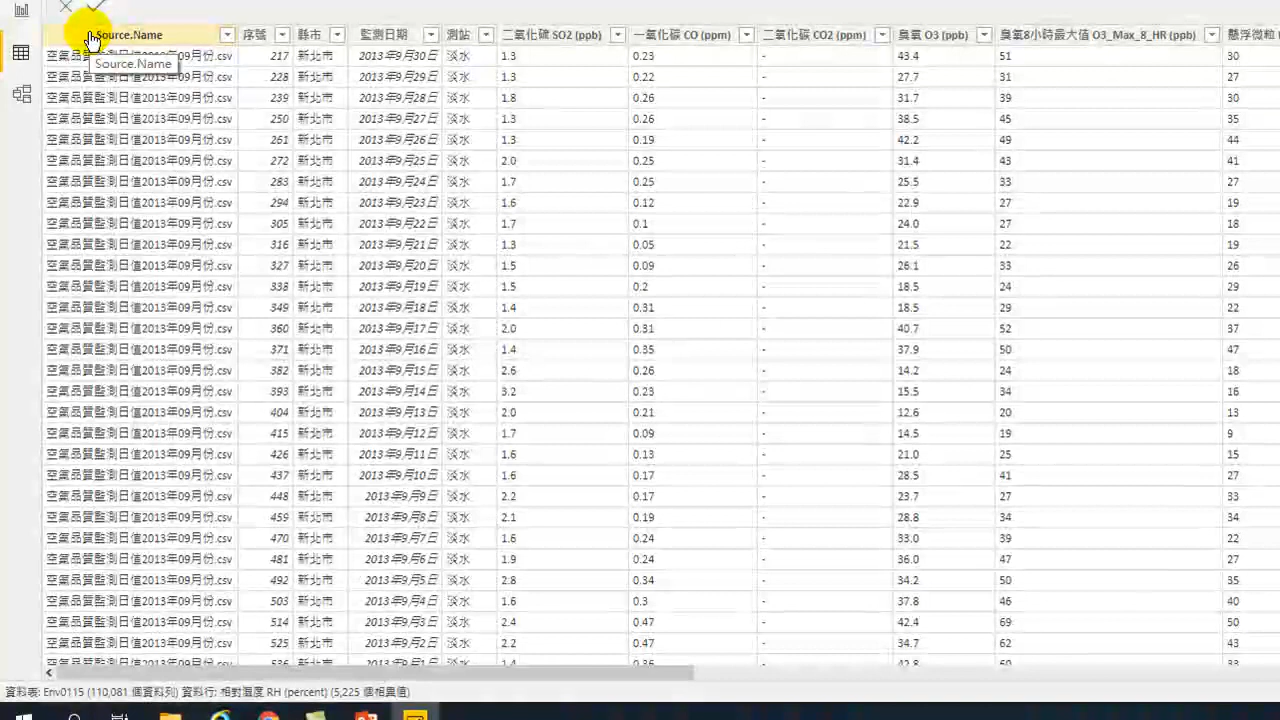 Source.Name 序號 縣市 監測日期 測站 二氧化硫 SO2 (ppb) 一氧化碳 CO (ppm) 二氧化碳 CO2 (ppm) 臭氧 O3 (ppb) 臭氧8小時最大值 O3_Max_8_HR (ppb) 懸浮微粒
空氣品質監測日值2013年09月份.csv 217 新北市 2013年9月30日 淡水 1.3 0.23 - 43.4 51 30
Source.Name
空氣品質監測日值2013年09月份.csv 228 新北市 2013年9月29日 淡水 1.3 0.22 - 27.7 31 27
空氣品質監測日值2013年09月份.csv 239 新北市 2013年9月28日 淡水 1.8 0.26 - 31.7 39 30
空氣品質監測日值2013年09月份.csv 250 新北市 2013年9月27日 淡水 1.3 0.26 - 38.5 45 35
空氣品質監測日值2013年09月份.csv 261 新北市 2013年9月26日 淡水 1.3 0.19 - 42.2 49 44
空氣品質監測日值2013年09月份.csv 272 新北市 2013年9月25日 淡水 2.0 0.25 - 31.4 43 41
空氣品質監測日值2013年09月份.csv 283 新北市 2013年9月24日 淡水 1.7 0.25 - 25.5 33 27
空氣品質監測日值2013年09月份.csv 294 新北市 2013年9月23日 淡水 1.6 0.12 - 22.9 27 19
空氣品質監測日值2013年09月份.csv 305 新北市 2013年9月22日 淡水 1.7 0.1 - 24.0 27 18
空氣品質監測日值2013年09月份.csv 316 新北市 2013年9月21日 淡水 1.3 0.05 - 21.5 22 19
空氣品質監測日值2013年09月份.csv 327 新北市 2013年9月20日 淡水 1.5 0.09 - 26.1 33 26
空氣品質監測日值2013年09月份.csv 338 新北市 2013年9月19日 淡水 1.5 0.2 - 18.5 24 29
空氣品質監測日值2013年09月份.csv 349 新北市 2013年9月18日 淡水 1.4 0.31 - 18.5 29 22
空氣品質監測日值2013年09月份.csv 360 新北市 2013年9月17日 淡水 2.0 0.31 - 40.7 52 37
空氣品質監測日值2013年09月份.csv 371 新北市 2013年9月16日 淡水 1.4 0.35 - 37.9 50 47
空氣品質監測日值2013年09月份.csv 382 新北市 2013年9月15日 淡水 2.6 0.26 - 14.2 24 18
空氣品質監測日值2013年09月份.csv 393 新北市 2013年9月14日 淡水 3.2 0.23 - 15.5 34 16
空氣品質監測日值2013年09月份.csv 404 新北市 2013年9月13日 淡水 2.0 0.21 - 12.6 20 13
空氣品質監測日值2013年09月份.csv 415 新北市 2013年9月12日 淡水 1.7 0.09 - 14.5 19 9
空氣品質監測日值2013年09月份.csv 426 新北市 2013年9月11日 淡水 1.6 0.13 - 21.0 25 15
空氣品質監測日值2013年09月份.csv 437 新北市 2013年9月10日 淡水 1.6 0.17 - 28.5 41 27
空氣品質監測日值2013年09月份.csv 448 新北市 2013年9月9日 淡水 2.2 0.17 - 23.7 27 33
空氣品質監測日值2013年09月份.csv 459 新北市 2013年9月8日 淡水 2.1 0.19 - 28.8 34 34
空氣品質監測日值2013年09月份.csv 470 新北市 2013年9月7日 淡水 1.6 0.24 - 33.0 39 22
空氣品質監測日值2013年09月份.csv 481 新北市 2013年9月6日 淡水 1.9 0.24 - 36.0 47 27
空氣品質監測日值2013年09月份.csv 492 新北市 2013年9月5日 淡水 2.8 0.34 - 34.2 50 35
空氣品質監測日值2013年09月份.csv 503 新北市 2013年9月4日 淡水 1.6 0.3 - 37.8 46 40
空氣品質監測日值2013年09月份.csv 514 新北市 2013年9月3日 淡水 2.4 0.47 - 42.4 69 50
空氣品質監測日值2013年09月份.csv 525 新北市 2013年9月2日 淡水 2.2 0.47 - 34.7 62 43
空氣品質監測日值2013年09月份.csv 536 新北市 2013年9月1日 淡水 1.4 0.36 - 42.8
資料表: Env0115 (110,081 個資料列) 資料行: 相對溼度 RH (percent) (5,225 個相異值)